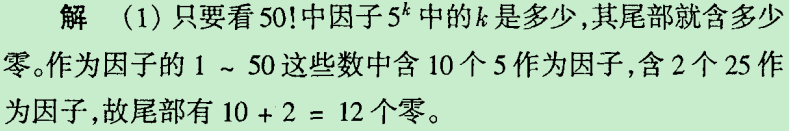 解 (1) 只要看50!中因子5^k中的k是多少,其尾部就含多少
零。作为因子的1 ~ 50这些数中含10个5作为因子,含2个25作
为因子,故尾部有10 + 2 = 12个零。